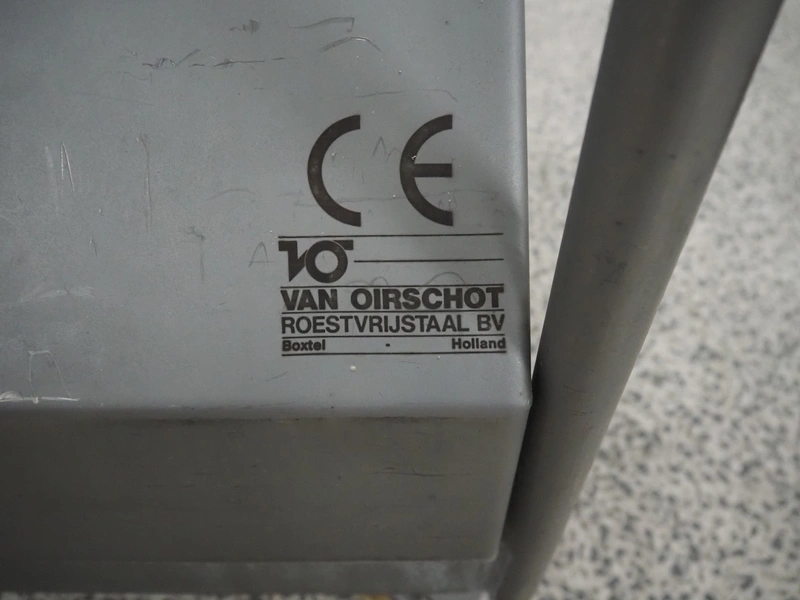 CE
VO
VAN OIRSCHOT
ROESTVRIJSTAAL BV
Boxtel - Holland